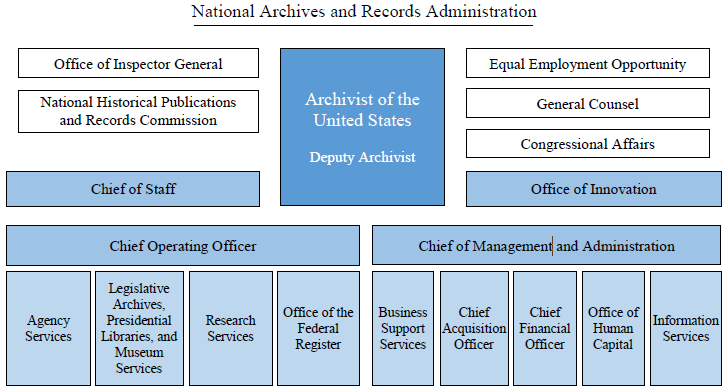 National Archives and Records Administration
Office of Inspector General
National Historical Publications
and Records Commission
Archivist of the
United States
Deputy Archivist
Equal Employment Opportunity
General Counsel
Congressional Affairs
Chief of Staff
Office of Innovation
Chief Operating Officer
Chief of Management and Administration
Agency
Services
Legislative
Archives,
Presidential
Libraries, and
Museum
Services
Research
Services
Office of the
Federal
Register
Business
Support
Services
Chief
Acquisition
Officer
Chief
Financial
Officer
Office of
Human
Capital
Information
Services